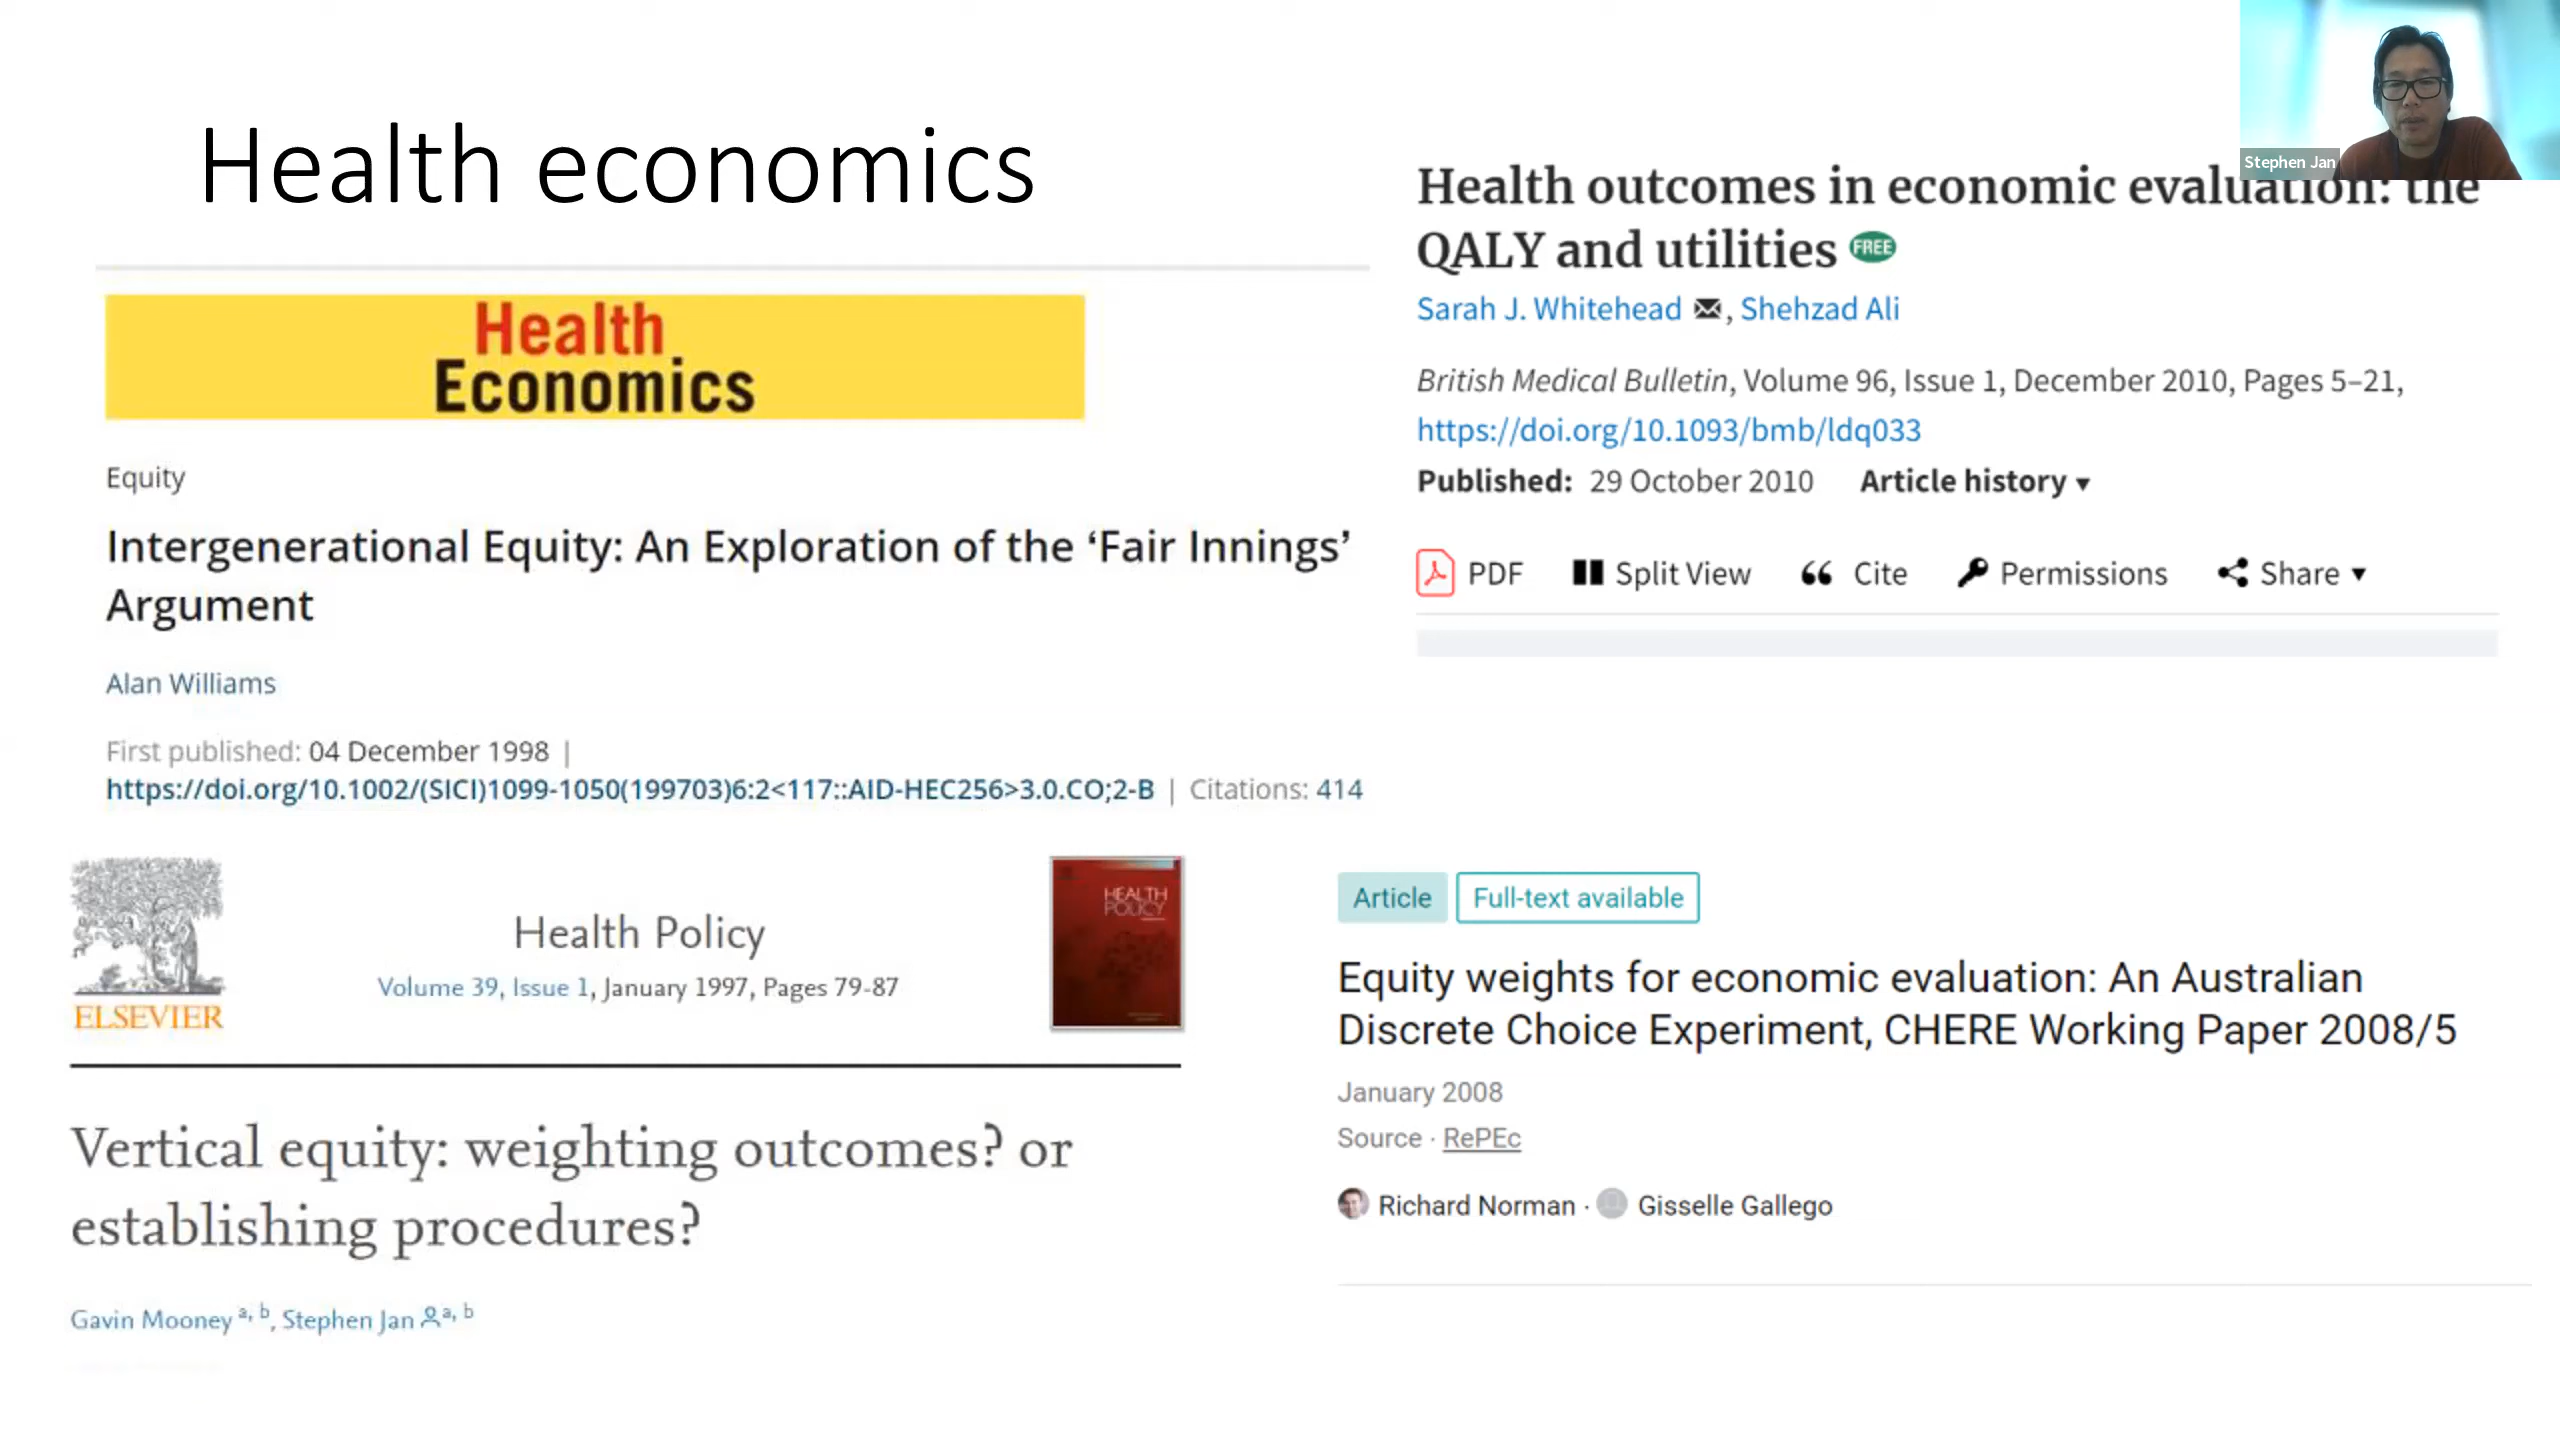 Health economics
Stephen Jan
Health outcomes in economic evaluation: the
QALY and utilities FREE
Sarah J. Whitehead , Shehzad Ali
British Medical Bulletin, Volume 96, Issue 1, December 2010, Pages 5–21,
https://doi.org/10.1093/bmb/ldq033
Published: 29 October 2010 Article history ▾
PDF Split View Cite Permissions Share ▾
Health
Economics
Equity
Intergenerational Equity: An Exploration of the ‘Fair Innings’
Argument
Alan Williams
First published: 04 December 1998 |
https://doi.org/10.1002/(SICI)1099-1050(199703)6:2<117::AID-HEC256>3.0.CO;2-B | Citations: 414
ELSEVIER
Health Policy
Volume 39, Issue 1, January 1997, Pages 79-87
HEALTH
POLICY
Vertical equity: weighting outcomes? or
establishing procedures?
Gavin Mooney a, b, Stephen Jan a, b
Article Full-text available
Equity weights for economic evaluation: An Australian
Discrete Choice Experiment, CHERE Working Paper 2008/5
January 2008
Source · RePEc
Richard Norman · Gisselle Gallego